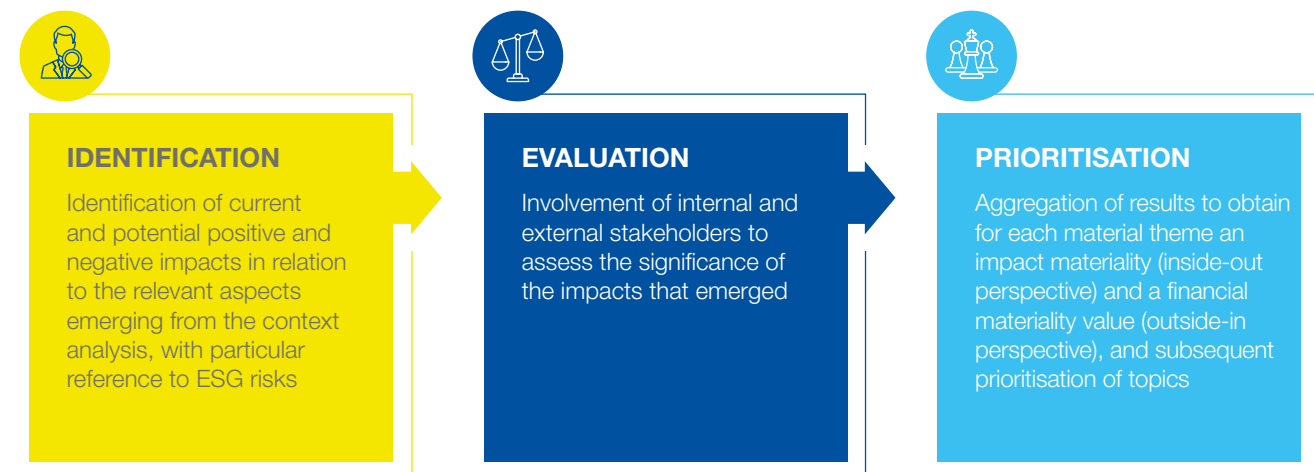 IDENTIFICATION
Identification of current
and potential positive and
negative impacts in relation
to the relevant aspects
emerging from the context
analysis, with particular
reference to ESG risks
EVALUATION
Involvement of internal and
external stakeholders to
assess the significance of
the impacts that emerged
PRIORITISATION
Aggregation of results to obtain
for each material theme an
impact materiality (inside-out
perspective) and a financial
materiality value (outside-in
perspective), and subsequent
prioritisation of topics